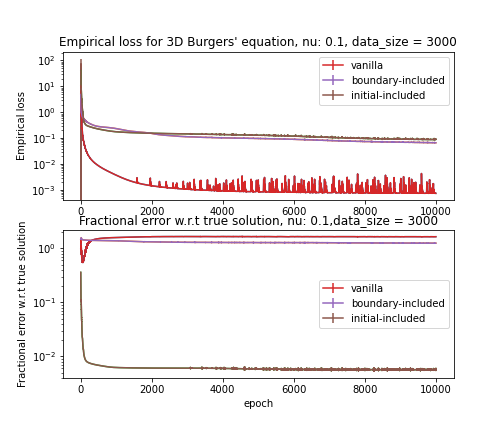 Empirical loss for 3D Burgers' equation, nu: 0.1, data_size = 3000
Empirical loss
10²
10¹
10⁰
10⁻¹
10⁻²
10⁻³
vanilla
boundary-included
initial-included
0 2000 4000 6000 8000 10000
Fractional error w.r.t true solution, nu: 0.1,data_size = 3000
Fractional error w.r.t true solution
10⁰
10⁻¹
10⁻²
vanilla
boundary-included
initial-included
0 2000 4000 6000 8000 10000
epoch